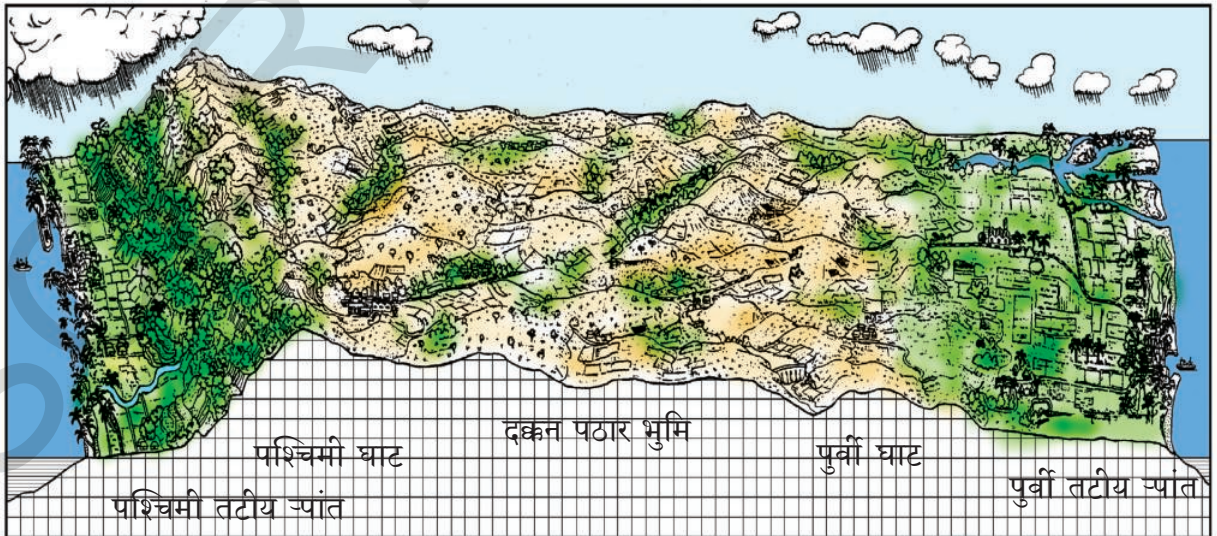 दक्कन पठार भुमि
पश्चिमी घाट
पुर्वी घाट
पुर्वी तटीय र्‍पांत
पश्चिमी तटीय र्‍पांत